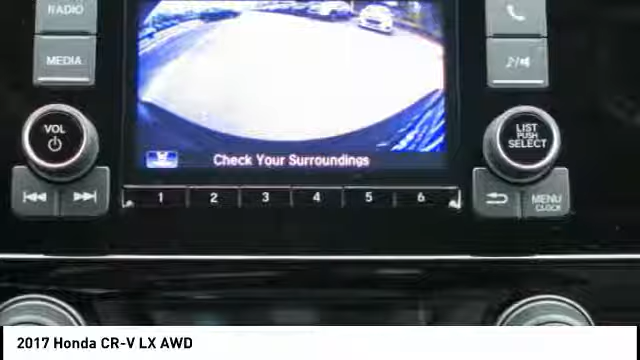 RADIO
MEDIA
VOL
LIST
PUSH
SELECT
Check Your Surroundings
1 2 3 4 5 6
MENU
CLOCK
2017 Honda CR-V LX AWD